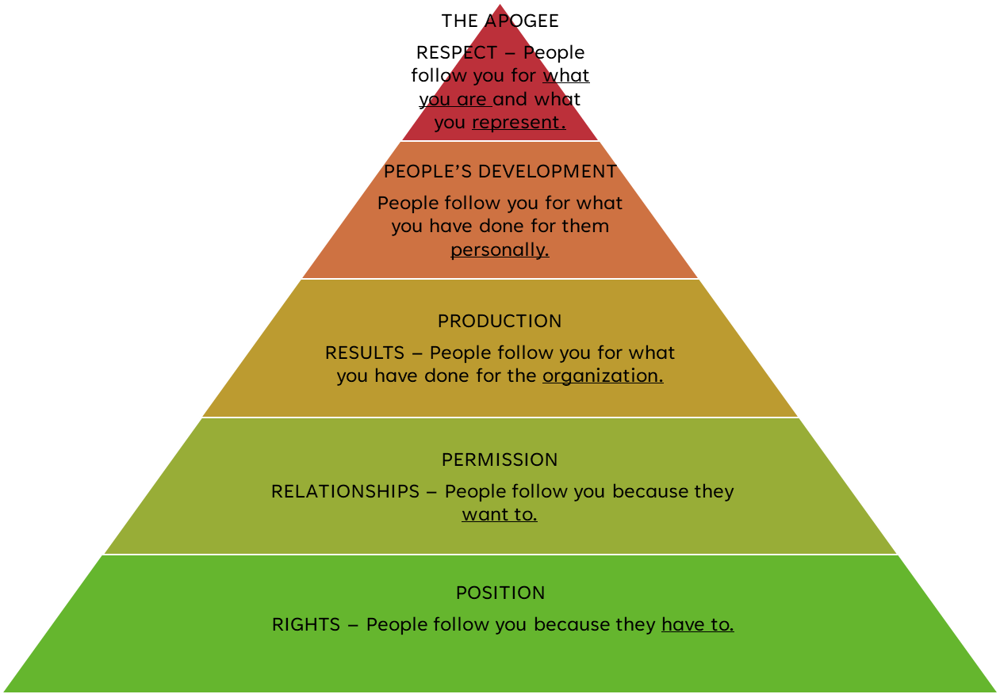 THE APOGEE
RESPECT – People
follow you for what
you are and what
you represent.
PEOPLE’S DEVELOPMENT
People follow you for what
you have done for them
personally.
PRODUCTION
RESULTS – People follow you for what
you have done for the organization.
PERMISSION
RELATIONSHIPS – People follow you because they
want to.
POSITION
RIGHTS – People follow you because they have to.